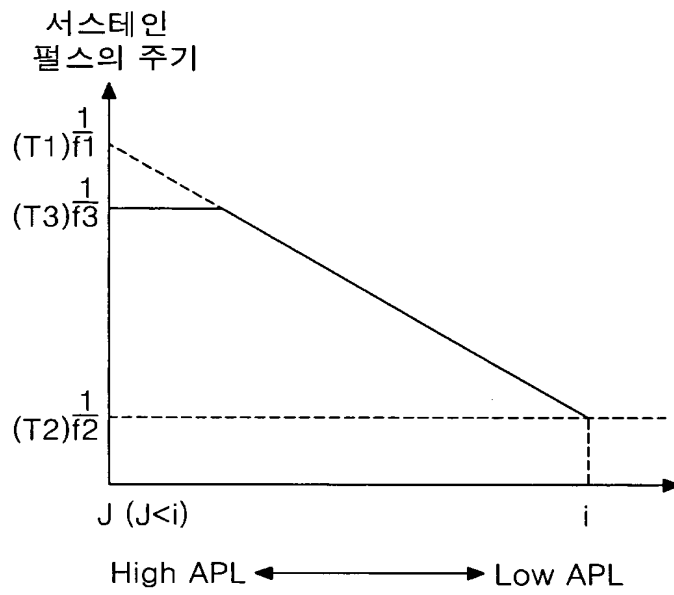 서스테인
펄스의 주기
(T1) 1/f1
(T3) 1/f3
(T2) 1/f2
J (J<i)
i
High APL
Low APL